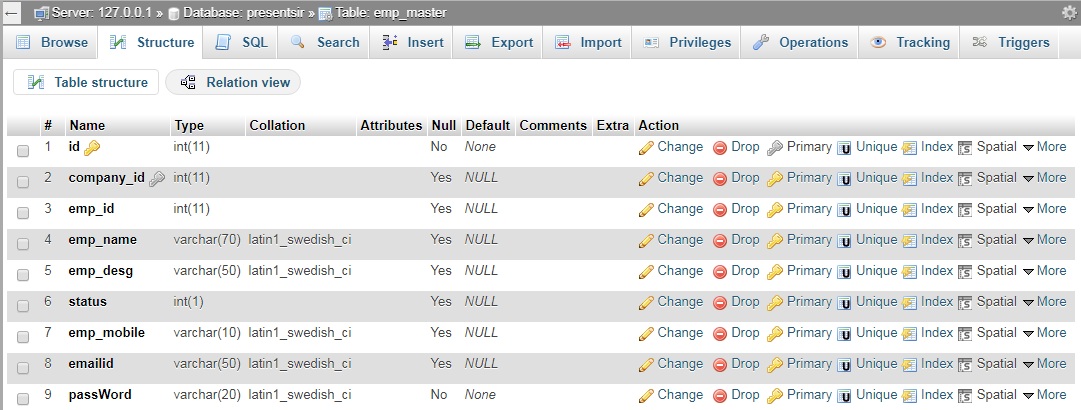 Server: 127.0.0.1 » Database: presentsir » Table: emp_master
Browse Structure SQL Search Insert Export Import Privileges Operations Tracking Triggers
Table structure Relation view
# Name Type Collation Attributes Null Default Comments Extra Action
1 id int(11) No None Change Drop Primary Unique Index Spatial More
2 company_id int(11) Yes NULL Change Drop Primary Unique Index Spatial More
3 emp_id int(11) Yes NULL Change Drop Primary Unique Index Spatial More
4 emp_name varchar(70) latin1_swedish_ci Yes NULL Change Drop Primary Unique Index Spatial More
5 emp_desg varchar(50) latin1_swedish_ci Yes NULL Change Drop Primary Unique Index Spatial More
6 status int(1) Yes NULL Change Drop Primary Unique Index Spatial More
7 emp_mobile varchar(10) latin1_swedish_ci Yes NULL Change Drop Primary Unique Index Spatial More
8 emailid varchar(50) latin1_swedish_ci Yes NULL Change Drop Primary Unique Index Spatial More
9 passWord varchar(20) latin1_swedish_ci No None Change Drop Primary Unique Index Spatial More